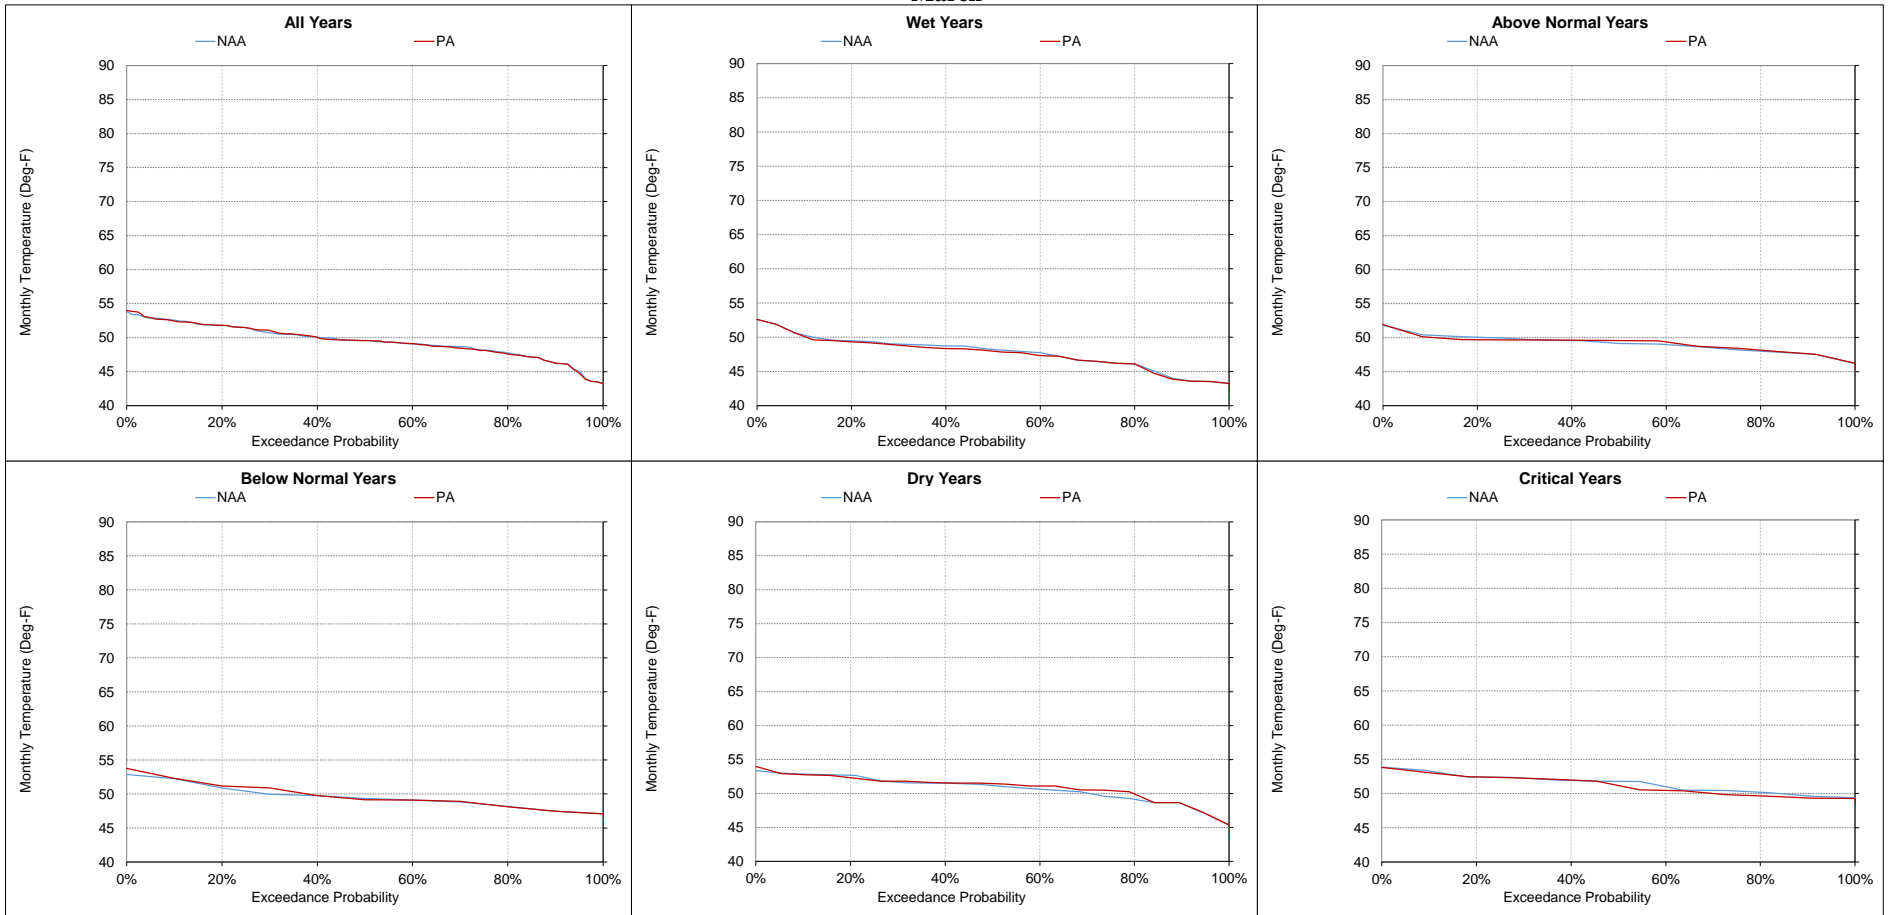 All Years
NAA PA
90
85
80
75
70
65
60
55
50
45
40
Monthly Temperature (Deg-F)
0% 20% 40% 60% 80% 100%
Exceedance Probability
Wet Years
NAA PA
90
85
80
75
70
65
60
55
50
45
40
Monthly Temperature (Deg-F)
0% 20% 40% 60% 80% 100%
Exceedance Probability
Above Normal Years
NAA PA
90
85
80
75
70
65
60
55
50
45
40
Monthly Temperature (Deg-F)
0% 20% 40% 60% 80% 100%
Exceedance Probability
Below Normal Years
NAA PA
90
85
80
75
70
65
60
55
50
45
40
Monthly Temperature (Deg-F)
0% 20% 40% 60% 80% 100%
Exceedance Probability
Dry Years
NAA PA
90
85
80
75
70
65
60
55
50
45
40
Monthly Temperature (Deg-F)
0% 20% 40% 60% 80% 100%
Exceedance Probability
Critical Years
NAA PA
90
85
80
75
70
65
60
55
50
45
40
Monthly Temperature (Deg-F)
0% 20% 40% 60% 80% 100%
Exceedance Probability